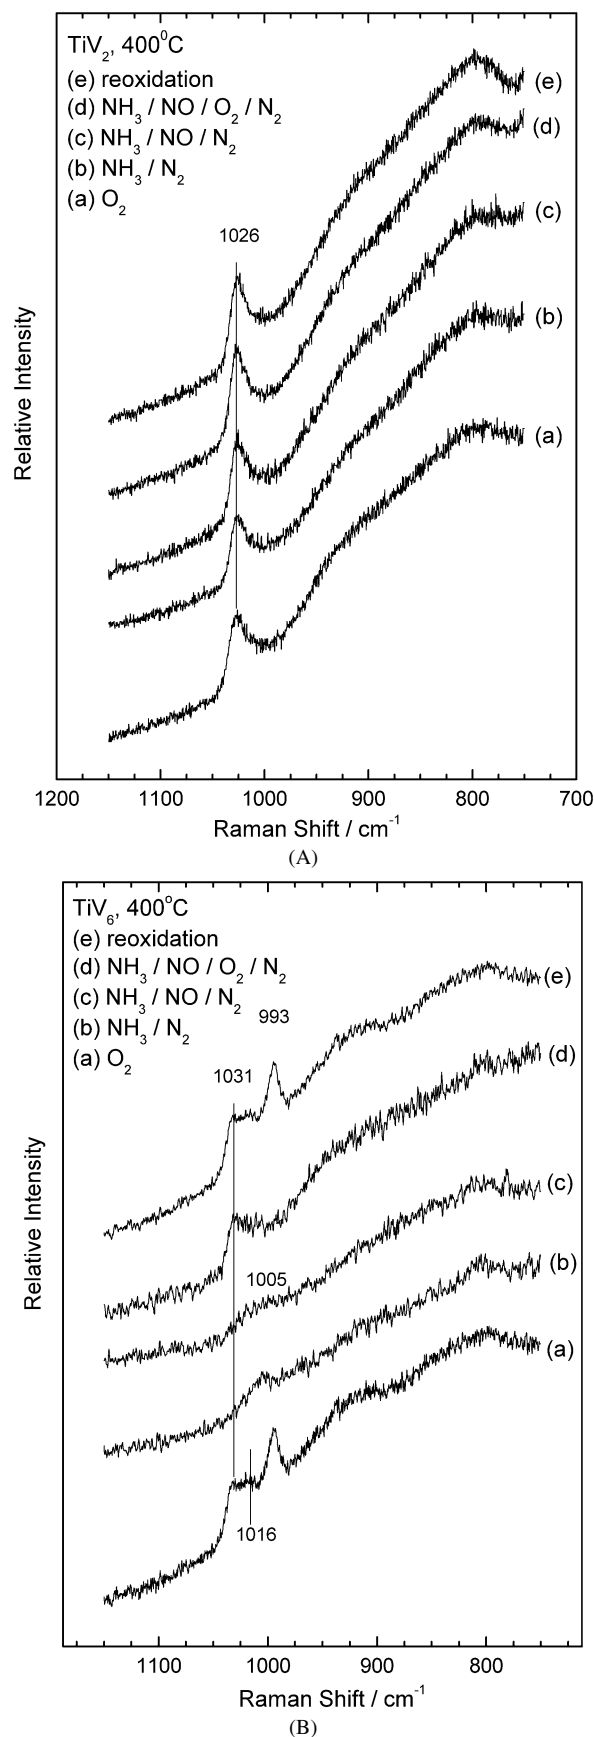 TiV₂, 400⁰C
(e) reoxidation
(d) NH₃ / NO / O₂ / N₂
(c) NH₃ / NO / N₂
(b) NH₃ / N₂
(a) O₂
1026
(e)
(d)
(c)
(b)
(a)
Relative Intensity
1200 1100 1000 900 800 700
Raman Shift / cm⁻¹
(A)
TiV₆, 400°C
(e) reoxidation
(d) NH₃ / NO / O₂ / N₂
(c) NH₃ / NO / N₂
(b) NH₃ / N₂
(a) O₂
993
1031
1005
1016
(e)
(d)
(c)
(b)
(a)
Relative Intensity
1100 1000 900 800
Raman Shift / cm⁻¹
(B)